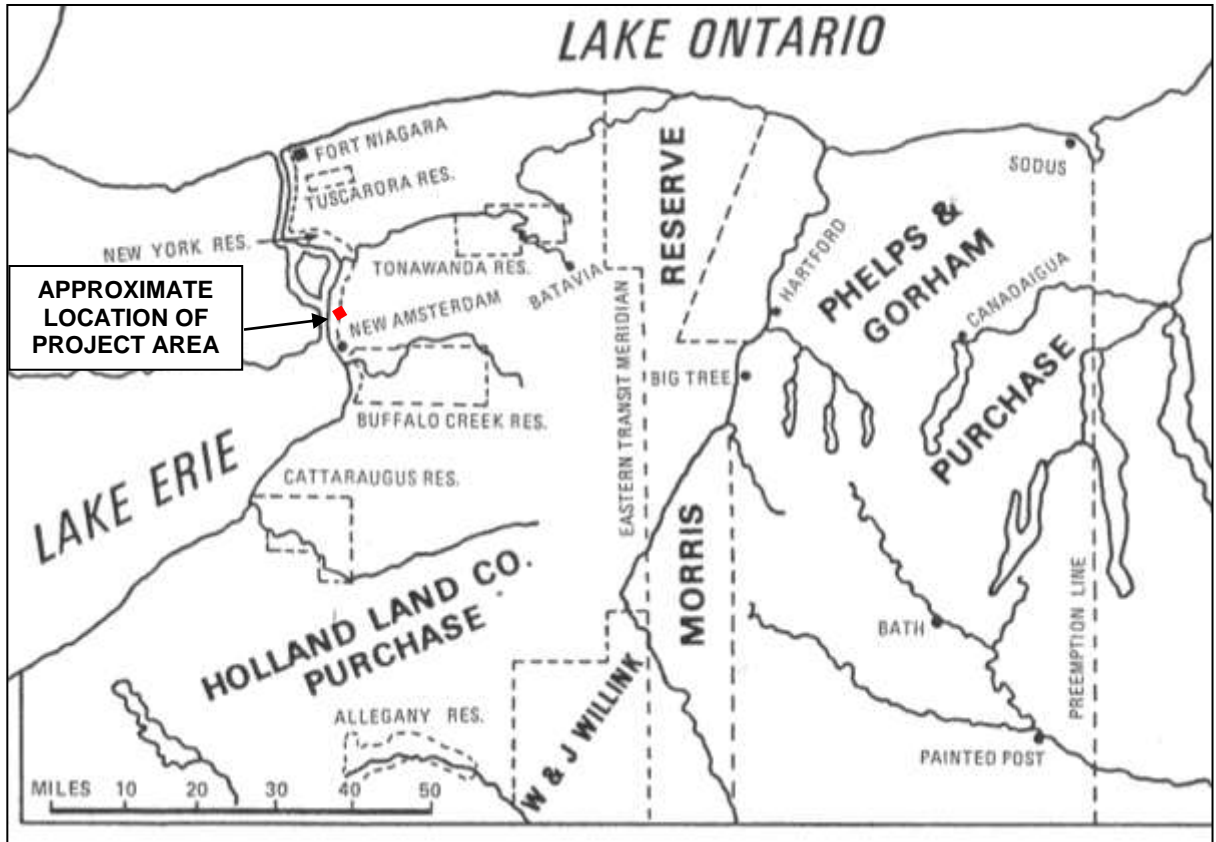 LAKE ONTARIO
FORT NIAGARA
TUSCARORA RES.
NEW YORK RES.
TONAWANDA RES.
BATAVIA
APPROXIMATE
LOCATION OF
PROJECT AREA
NEW AMSTERDAM
BUFFALO CREEK RES.
LAKE ERIE
CATTARAUGUS RES.
HOLLAND LAND CO.
PURCHASE
ALLEGANY RES.
W & J WILLINK
EASTERN TRANSIT MERIDIAN
MORRIS
RESERVE
HARTFORD
BIG TREE
PHELPS &
GORHAM
PURCHASE
SODUS
CANADAIGUA
BATH
PAINTED POST
PREEMPTION LINE
MILES 10 20 30 40 50